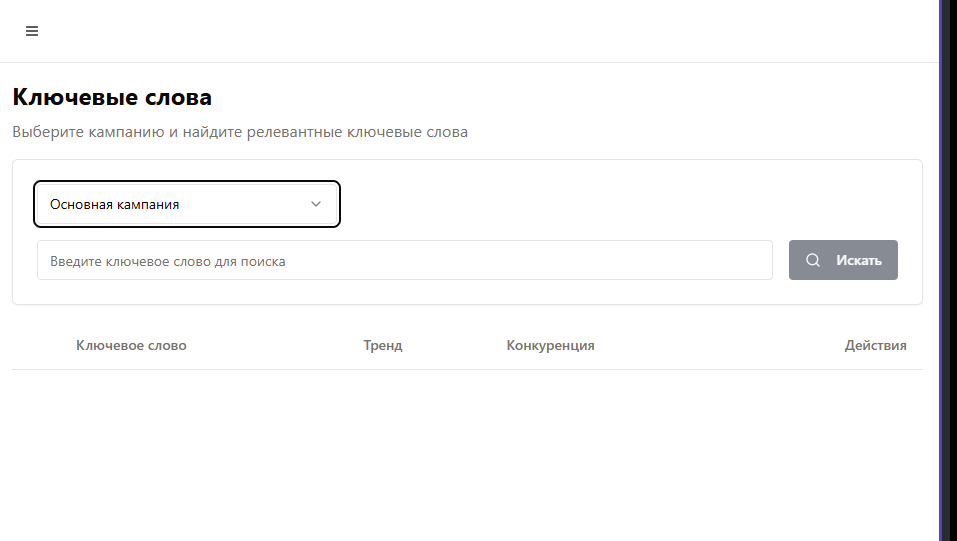 Ключевые слова
Выберите кампанию и найдите релевантные ключевые слова
Основная кампания
Введите ключевое слово для поиска
Искать
Ключевое слово Тренд Конкуренция Действия